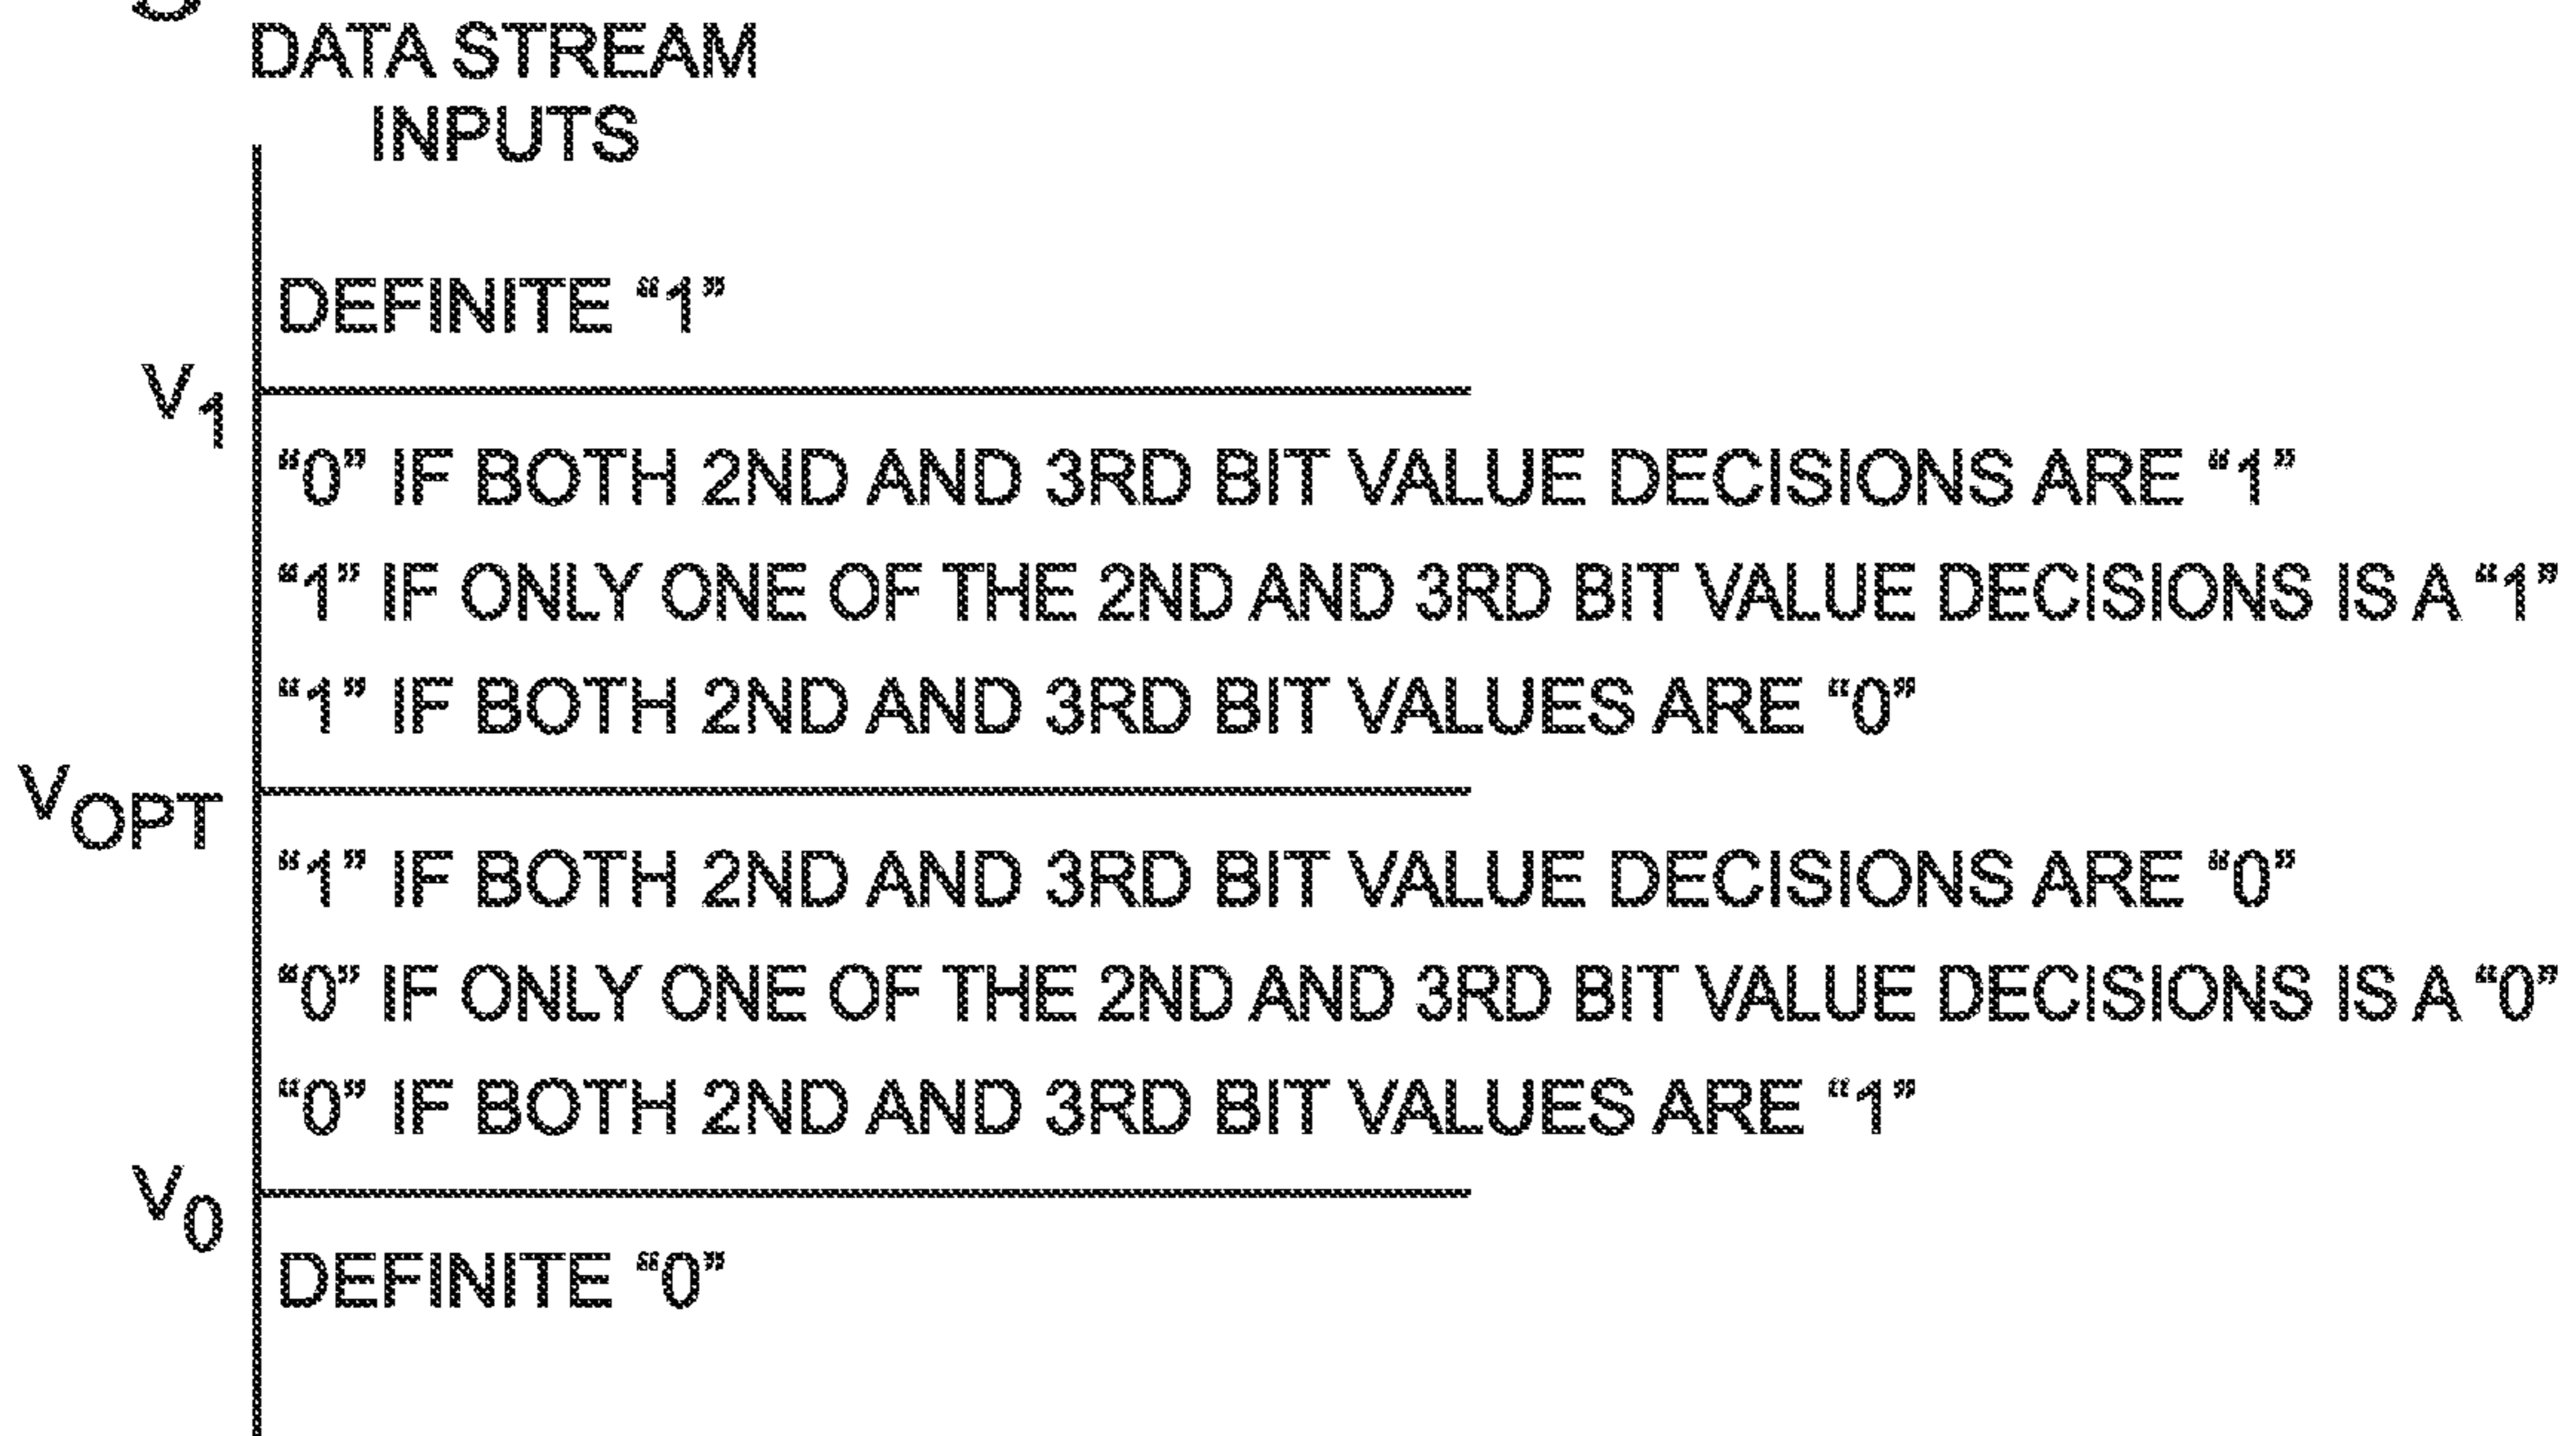 DATA STREAM
INPUTS
DEFINITE “1”
V1
“0” IF BOTH 2ND AND 3RD BIT VALUE DECISIONS ARE “1”
“1” IF ONLY ONE OF THE 2ND AND 3RD BIT VALUE DECISIONS IS A “1”
“1” IF BOTH 2ND AND 3RD BIT VALUES ARE “0”
VOPT
“1” IF BOTH 2ND AND 3RD BIT VALUE DECISIONS ARE “0”
“0” IF ONLY ONE OF THE 2ND AND 3RD BIT VALUE DECISIONS IS A “0”
“0” IF BOTH 2ND AND 3RD BIT VALUES ARE “1”
V0
DEFINITE “0”